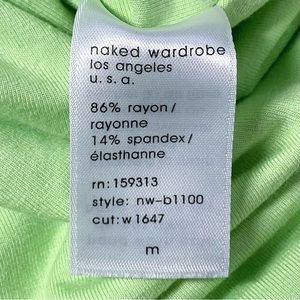 naked wardrobe
los angeles
u. s. a.
86% rayon /
rayonne
14% spandex /
élasthanne
rn: 159313
style: nw-b1100
cut: w 1647
m